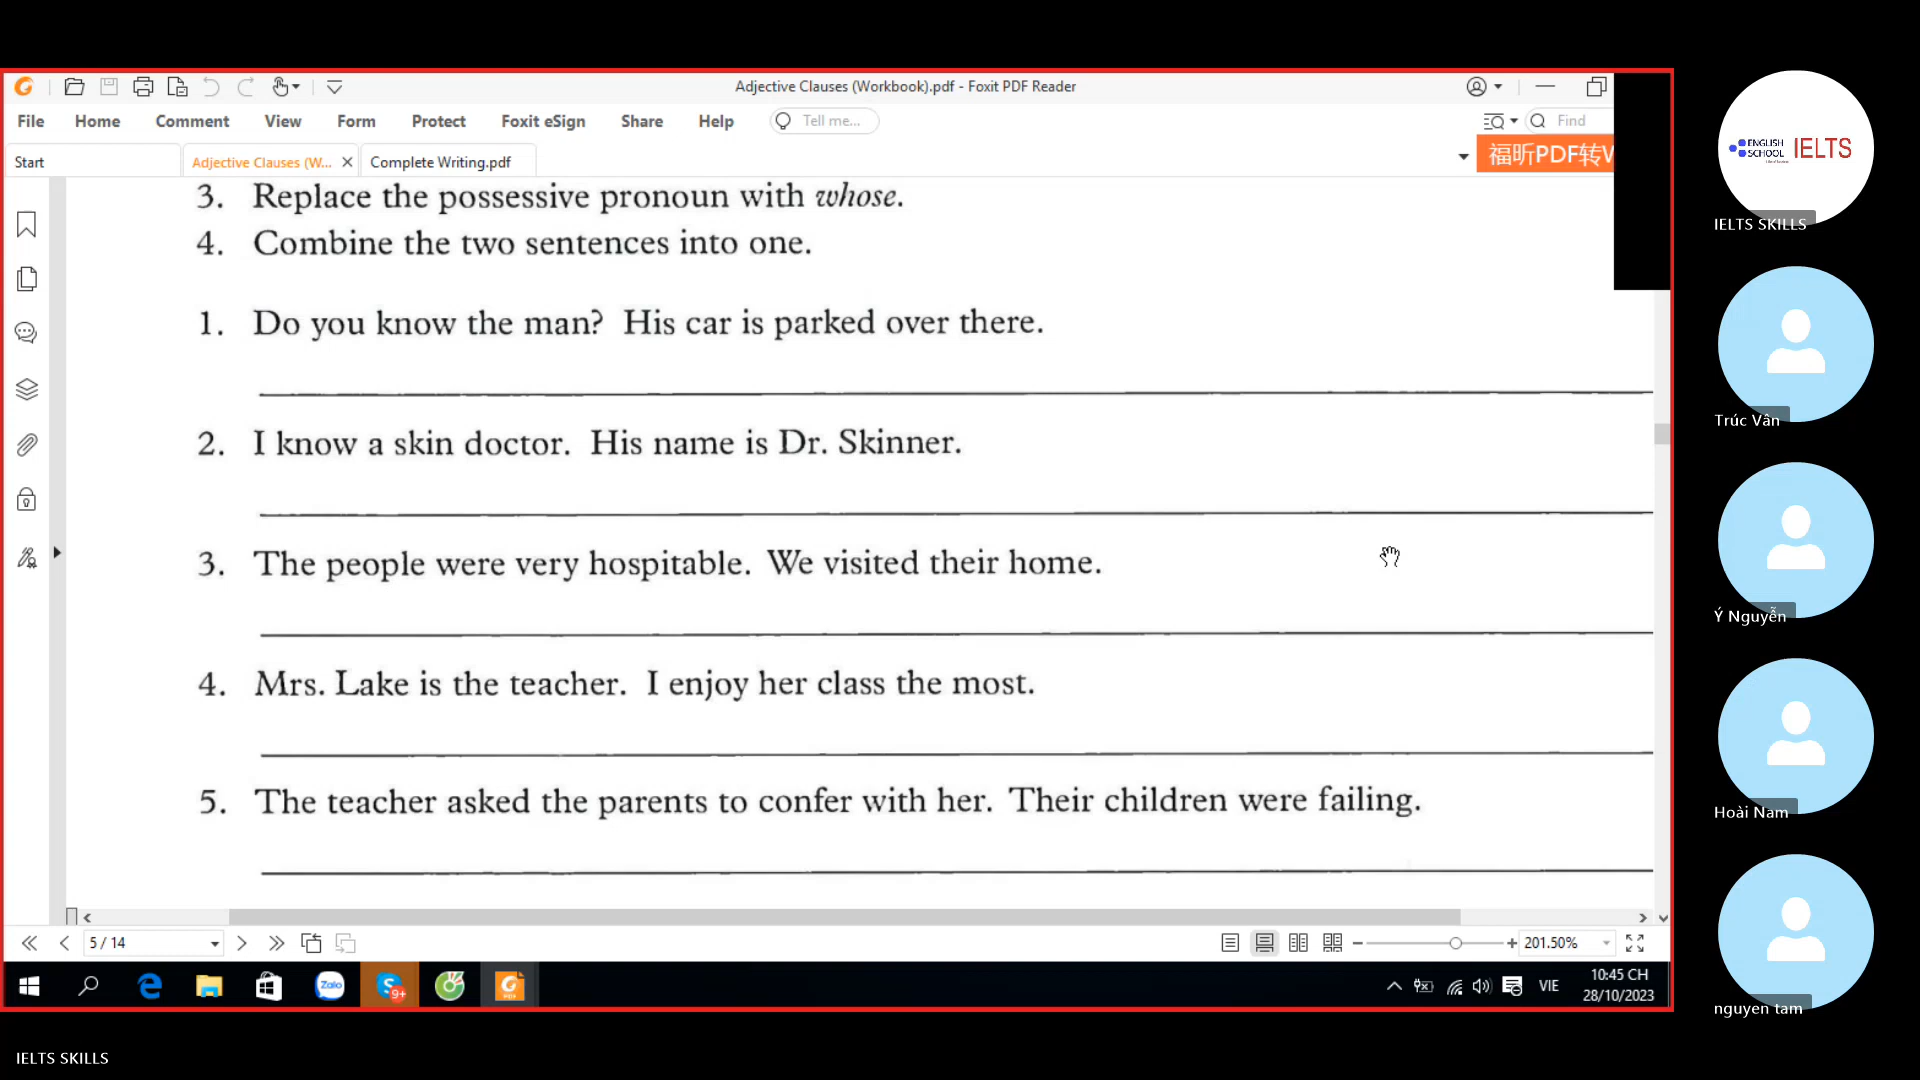 Adjective Clauses (Workbook).pdf - Foxit PDF Reader
File Home Comment View Form Protect Foxit eSign Share Help Tell me... Find
Start Adjective Clauses (W... Complete Writing.pdf 福昕PDF转W
3. Replace the possessive pronoun with whose.
4. Combine the two sentences into one.
1. Do you know the man? His car is parked over there.
2. I know a skin doctor. His name is Dr. Skinner.
3. The people were very hospitable. We visited their home.
4. Mrs. Lake is the teacher. I enjoy her class the most.
5. The teacher asked the parents to confer with her. Their children were failing.
5 / 14 201.50%
Zalo 9+ VIE 10:45 CH
28/10/2023
ENGLISH SCHOOL IELTS
IELTS SKILLS
Trúc Vân
Ý Nguyễn
Hoài Nam
nguyen tam
IELTS SKILLS